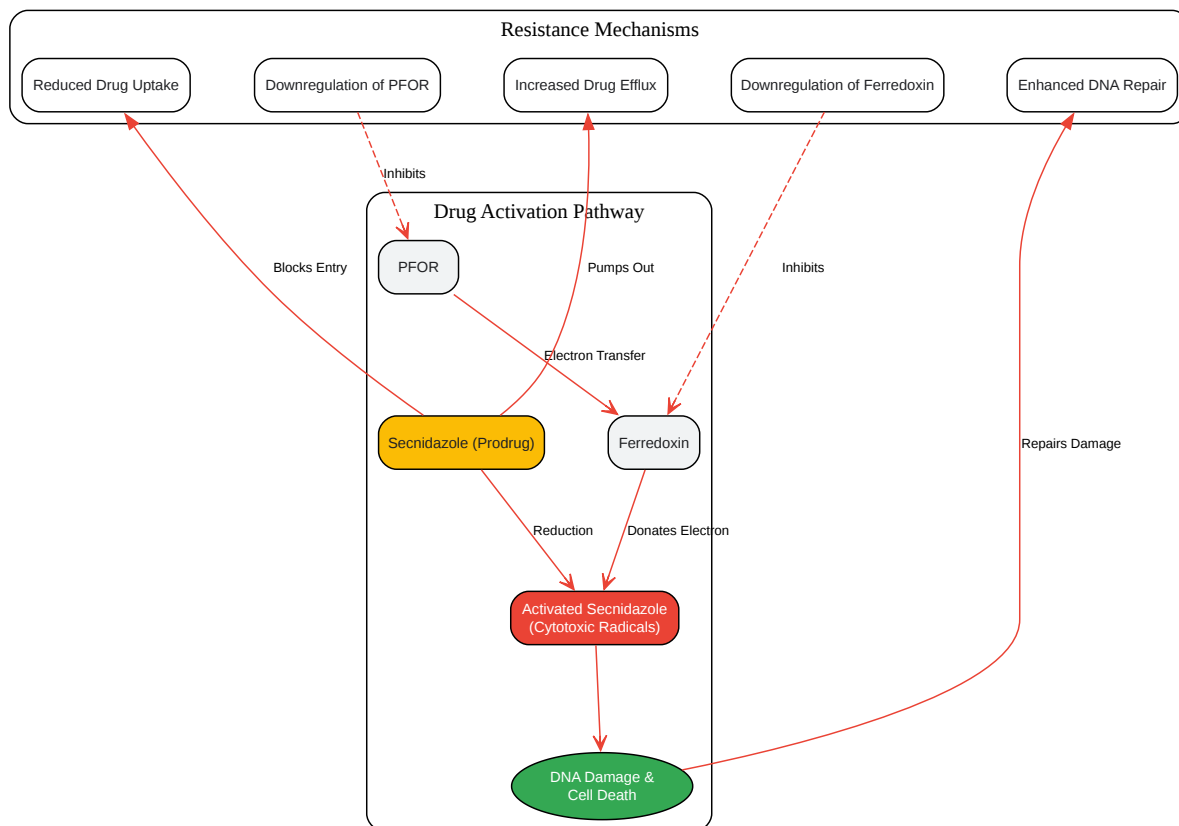 Resistance Mechanisms
Reduced Drug Uptake
Downregulation of PFOR
Increased Drug Efflux
Downregulation of Ferredoxin
Enhanced DNA Repair
Inhibits
Drug Activation Pathway
PFOR
Blocks Entry
Pumps Out
Inhibits
Electron Transfer
Secnidazole (Prodrug)
Ferredoxin
Repairs Damage
Reduction
Donates Electron
Activated Secnidazole
(Cytotoxic Radicals)
DNA Damage &
Cell Death